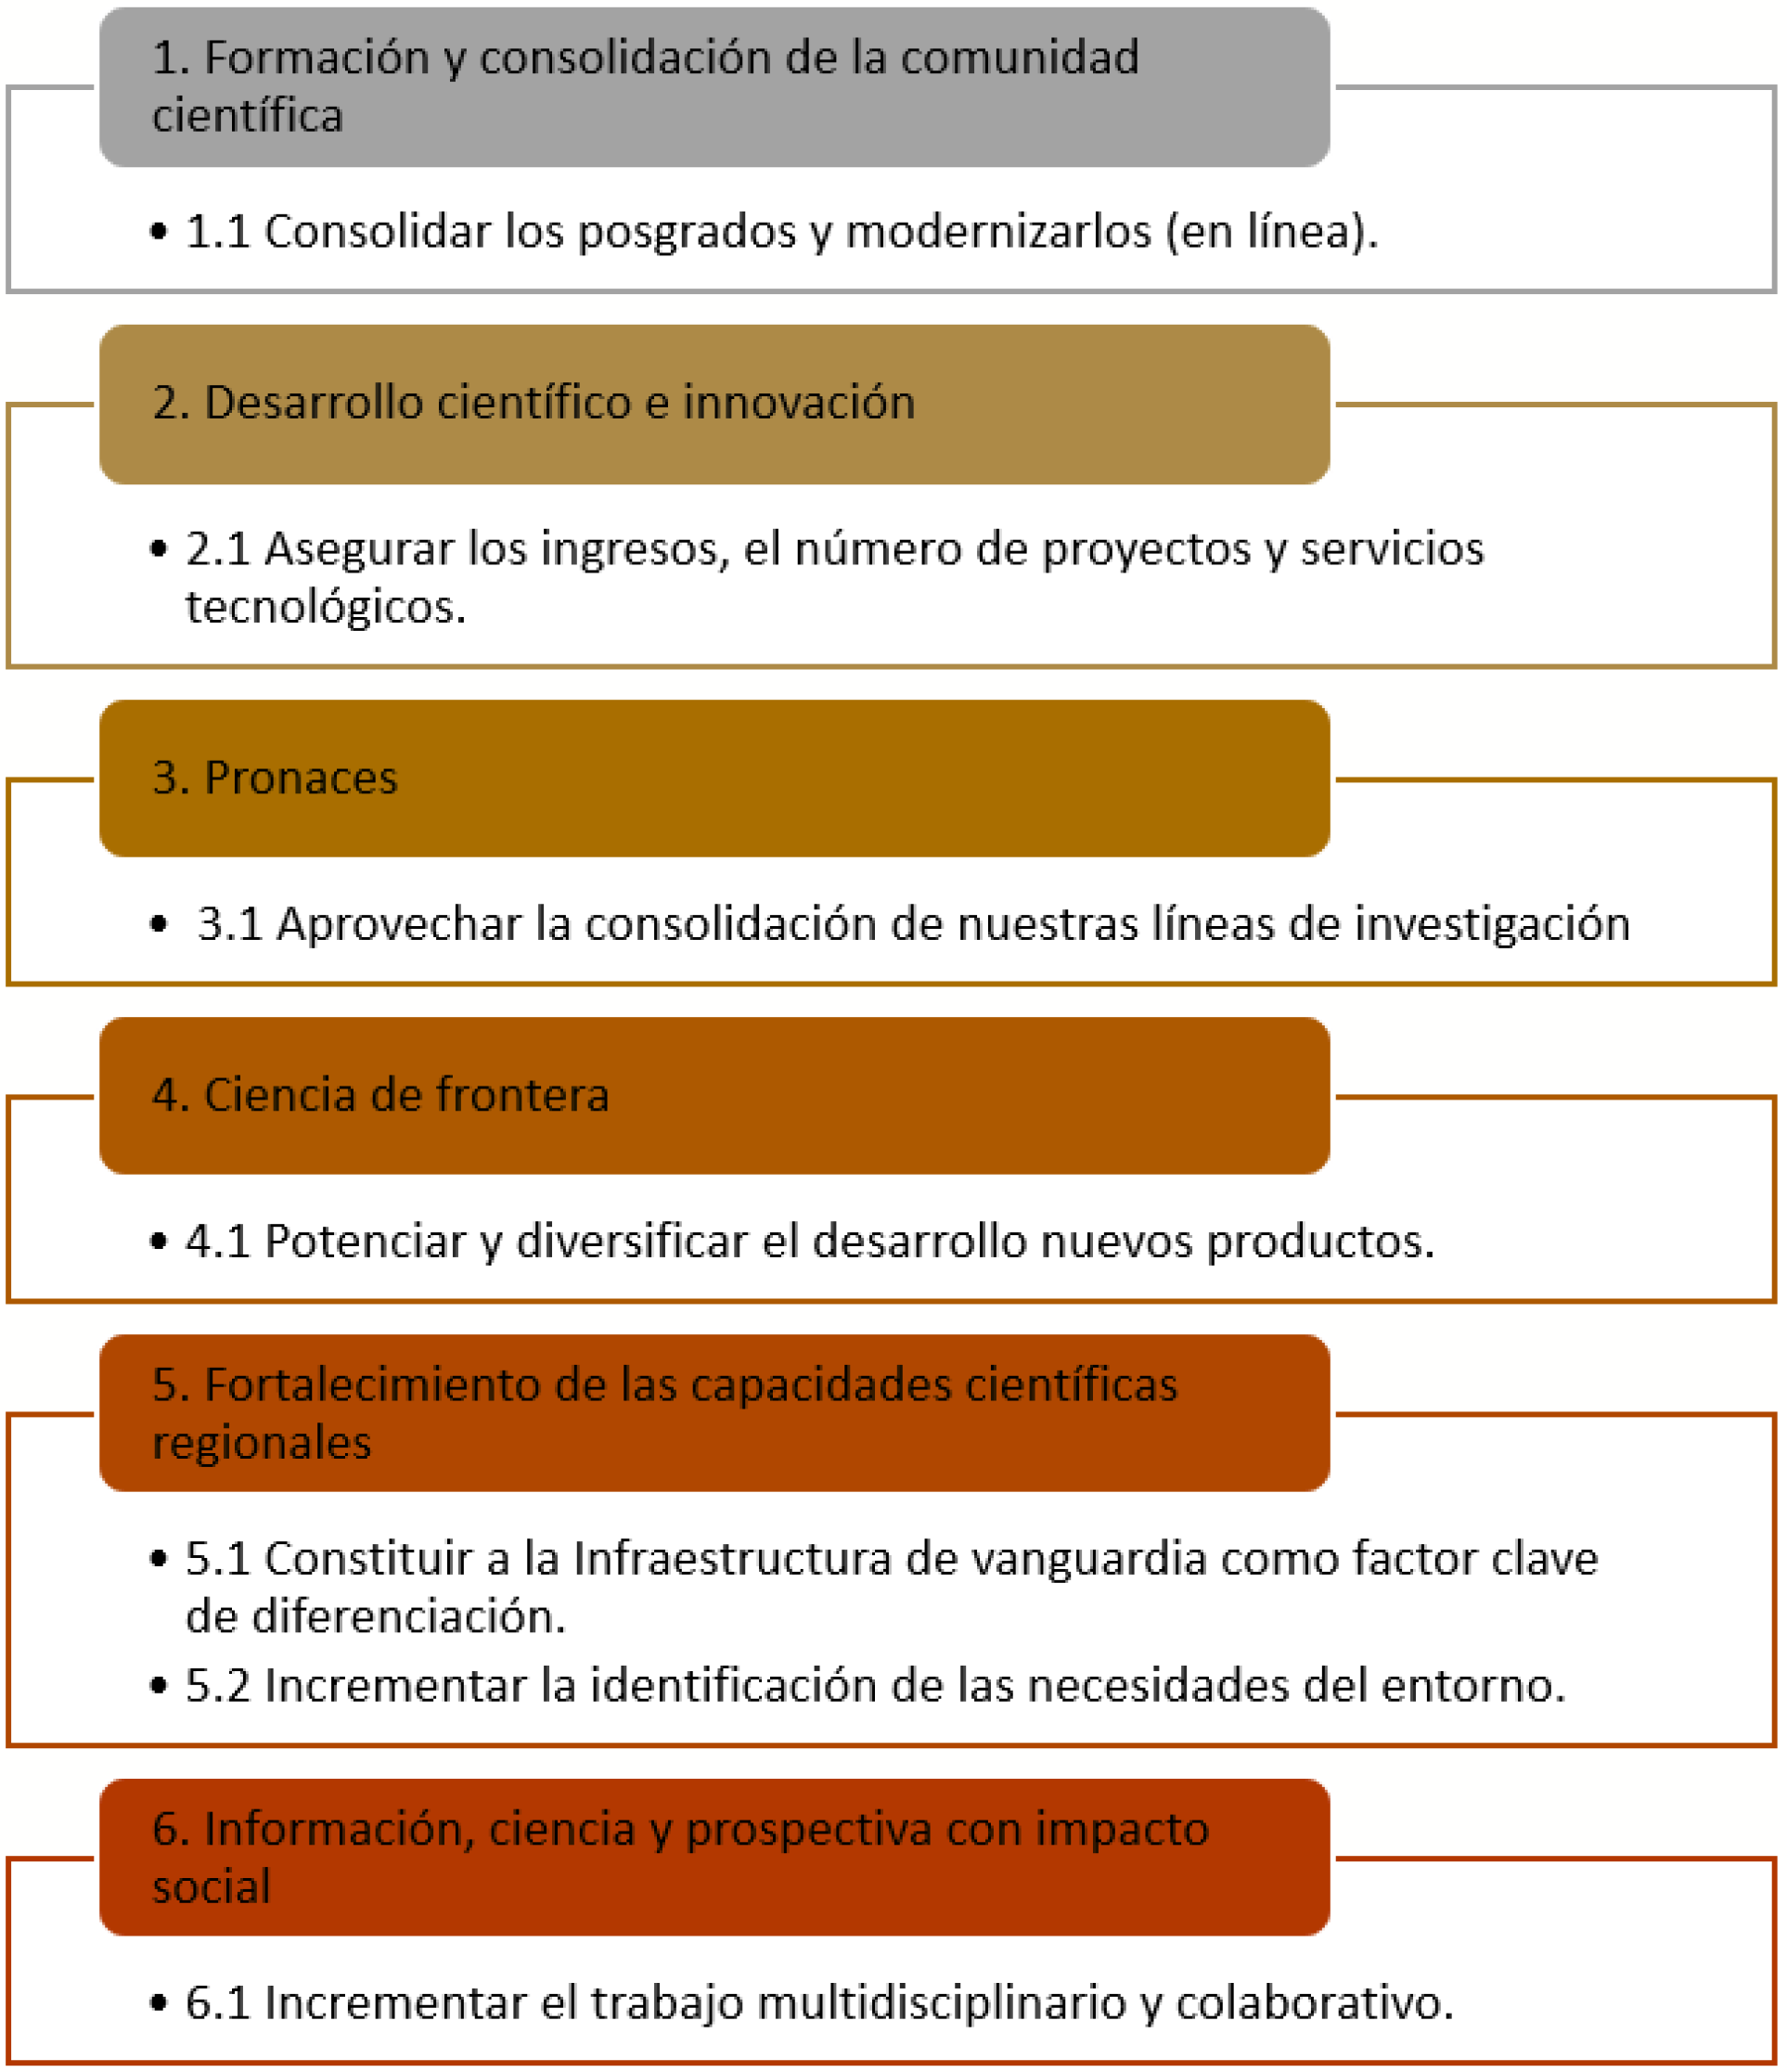 1. Formación y consolidación de la comunidad
científica
• 1.1 Consolidar los posgrados y modernizarlos (en línea).
2. Desarrollo científico e innovación
• 2.1 Asegurar los ingresos, el número de proyectos y servicios
tecnológicos.
3. Pronaces
• 3.1 Aprovechar la consolidación de nuestras líneas de investigación
4. Ciencia de frontera
• 4.1 Potenciar y diversificar el desarrollo nuevos productos.
5. Fortalecimiento de las capacidades científicas
regionales
• 5.1 Constituir a la Infraestructura de vanguardia como factor clave
de diferenciación.
• 5.2 Incrementar la identificación de las necesidades del entorno.
6. Información, ciencia y prospectiva con impacto
social
• 6.1 Incrementar el trabajo multidisciplinario y colaborativo.